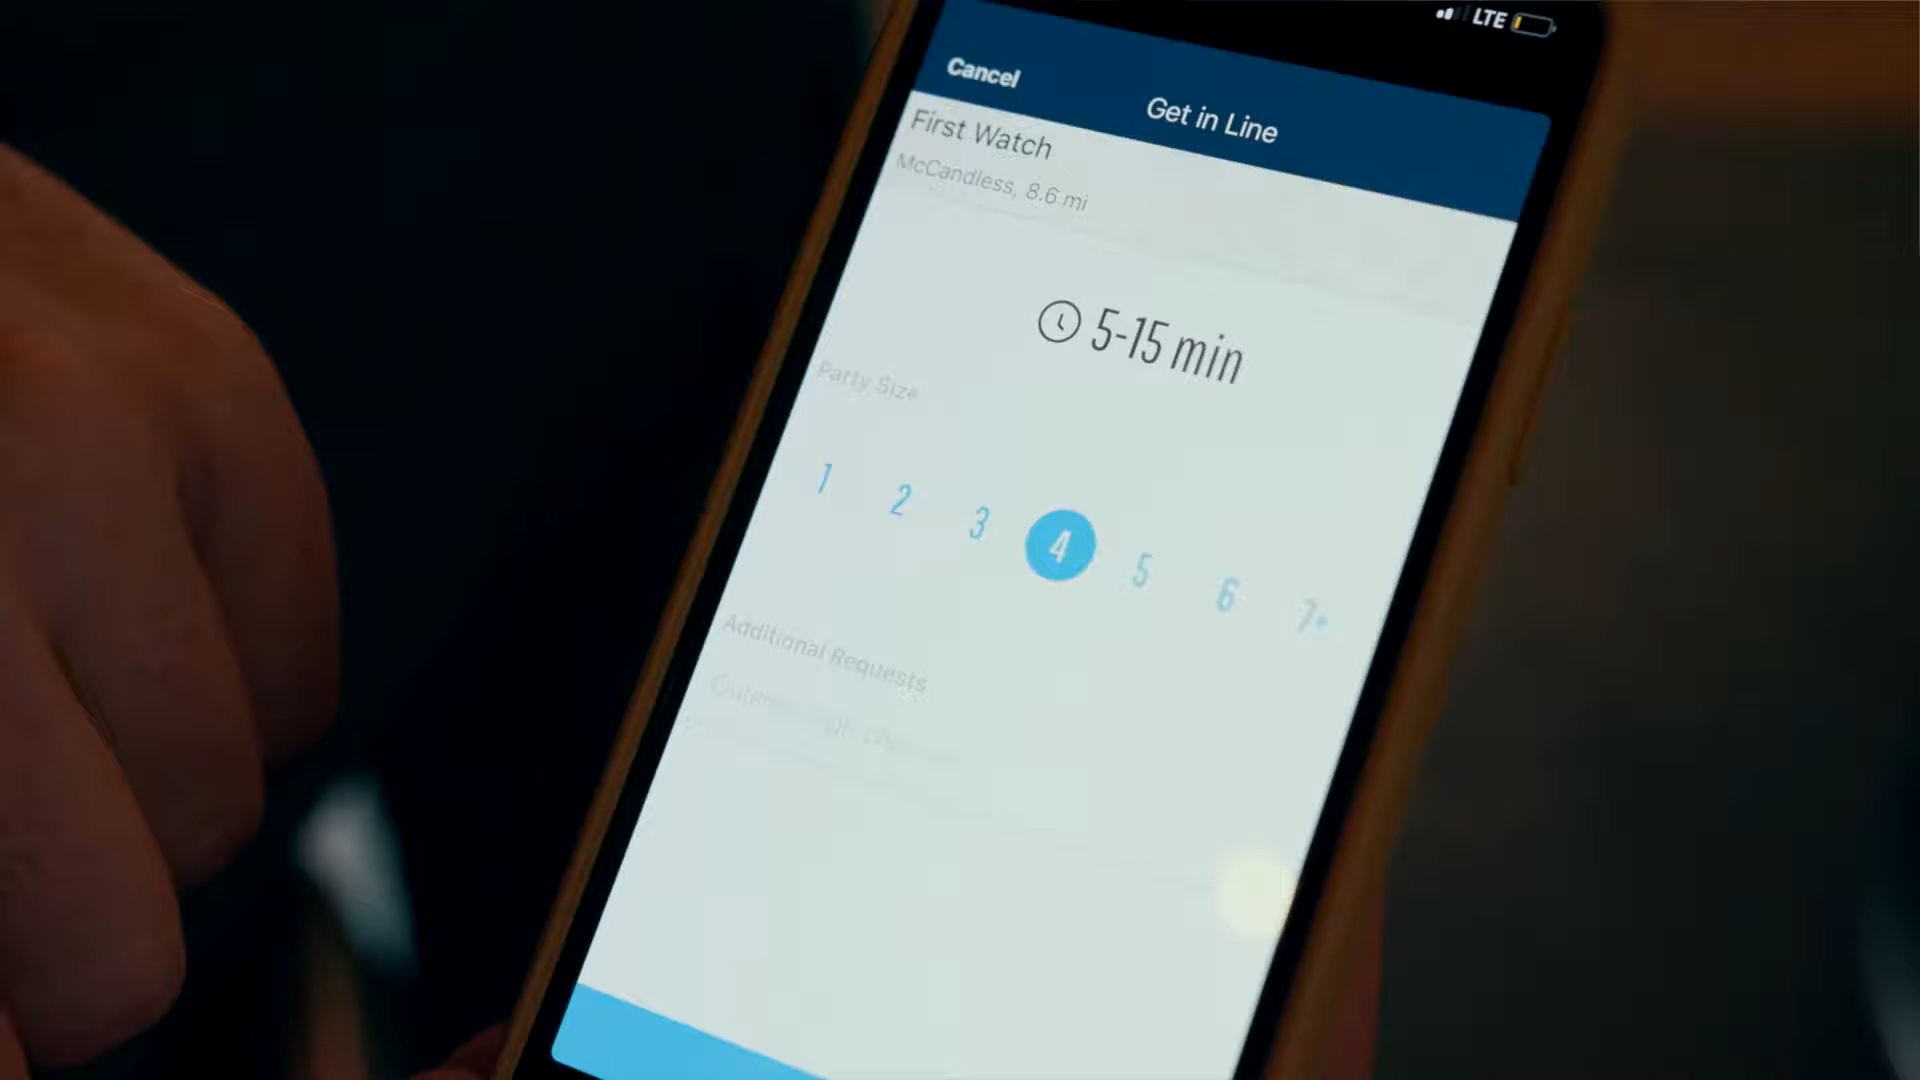 LTE
Cancel
Get in Line
First Watch
McCandless, 8.6 mi
5-15 min
Party Size
1 2 3 4 5 6 7+
Additional Requests